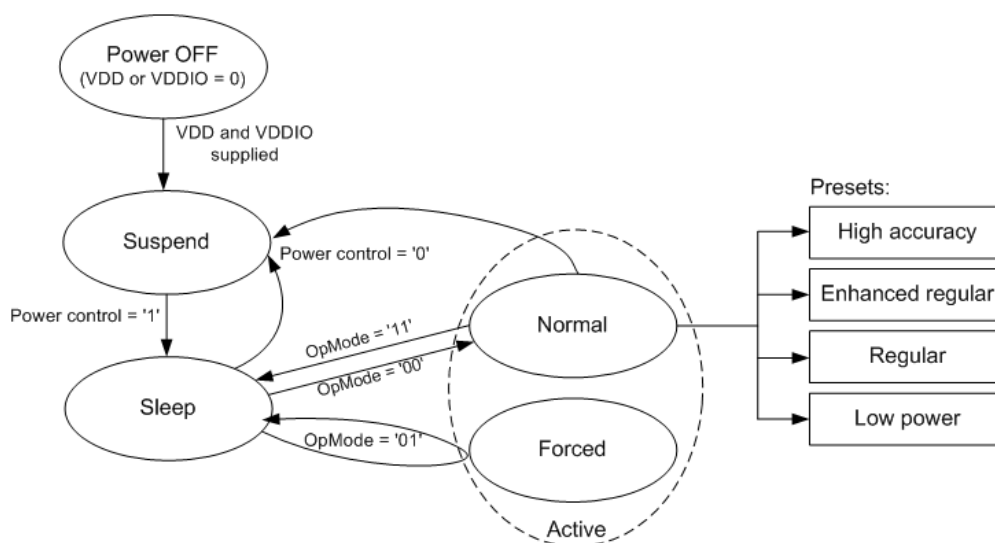 Power OFF
(VDD or VDDIO = 0)
VDD and VDDIO
supplied
Presets:
High accuracy
Suspend
Power control = '0'
Enhanced regular
Power control = '1'
OpMode = '11'
Normal
Regular
OpMode = '00'
Sleep
Low power
OpMode = '01'
Forced
Active